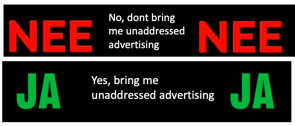 NEE
No, dont bring
me unaddressed
advertising
NEE
JA
Yes, bring me
unaddressed advertising
JA